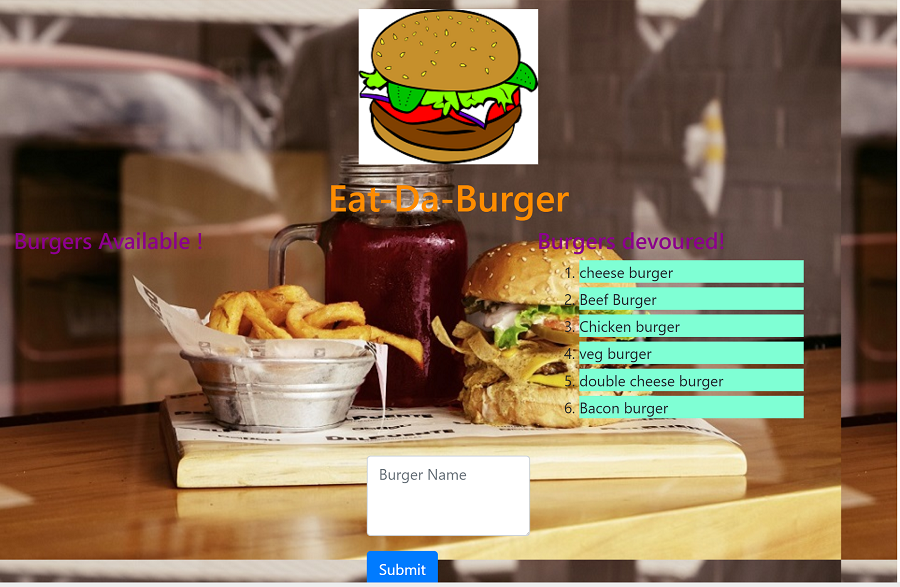 Eat-Da-Burger
Burgers Available !
Burgers devoured!
1. cheese burger
2. Beef Burger
3. Chicken burger
4. veg burger
5. double cheese burger
6. Bacon burger
Burger Name
Submit